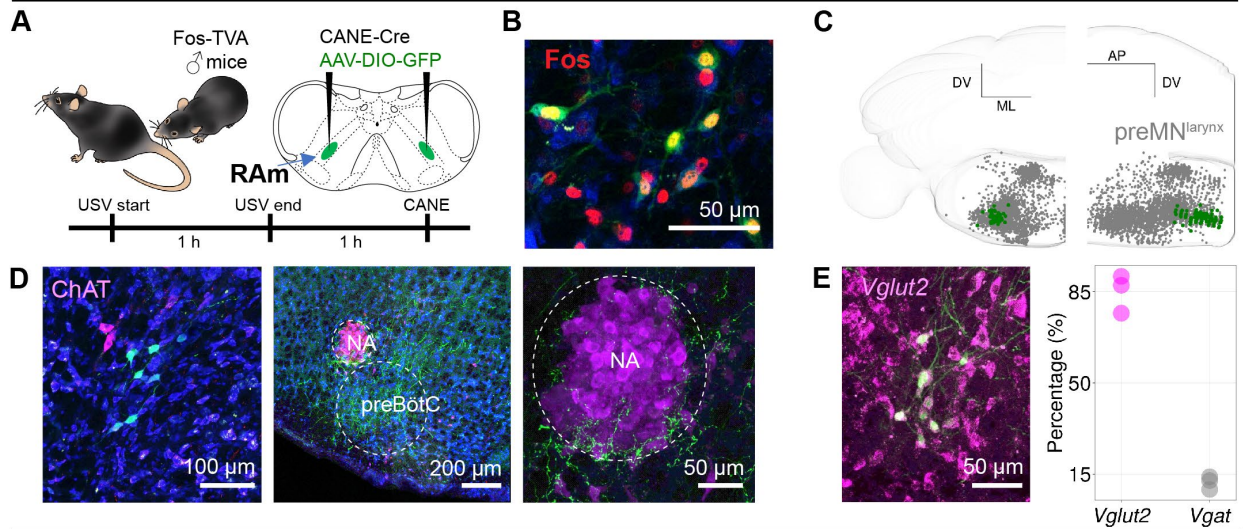 A
Fos-TVA
♂ mice
CANE-Cre
AAV-DIO-GFP
RAm
USV start
USV end
CANE
1 h
1 h
B
Fos
50 µm
C
DV
ML
AP
DV
preMNlarynx
D
ChAT
100 µm
NA
preBötC
200 µm
NA
50 µm
E
Vglut2
50 µm
Percentage (%)
85
50
15
Vglut2
Vgat